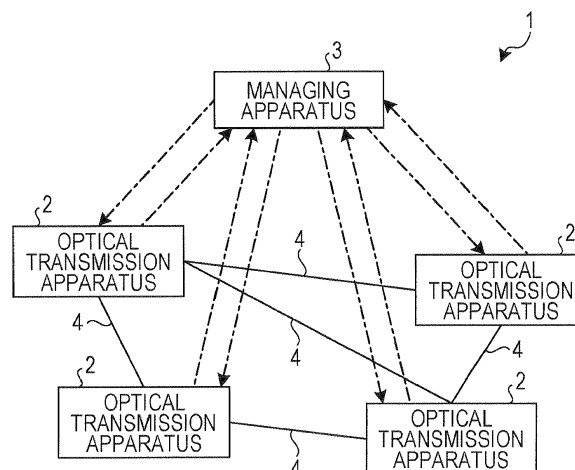 1
3
MANAGING
APPARATUS
2
OPTICAL
TRANSMISSION
APPARATUS
4
2
OPTICAL
TRANSMISSION
APPARATUS
4
4
4
2
OPTICAL
TRANSMISSION
APPARATUS
2
OPTICAL
TRANSMISSION
APPARATUS
4